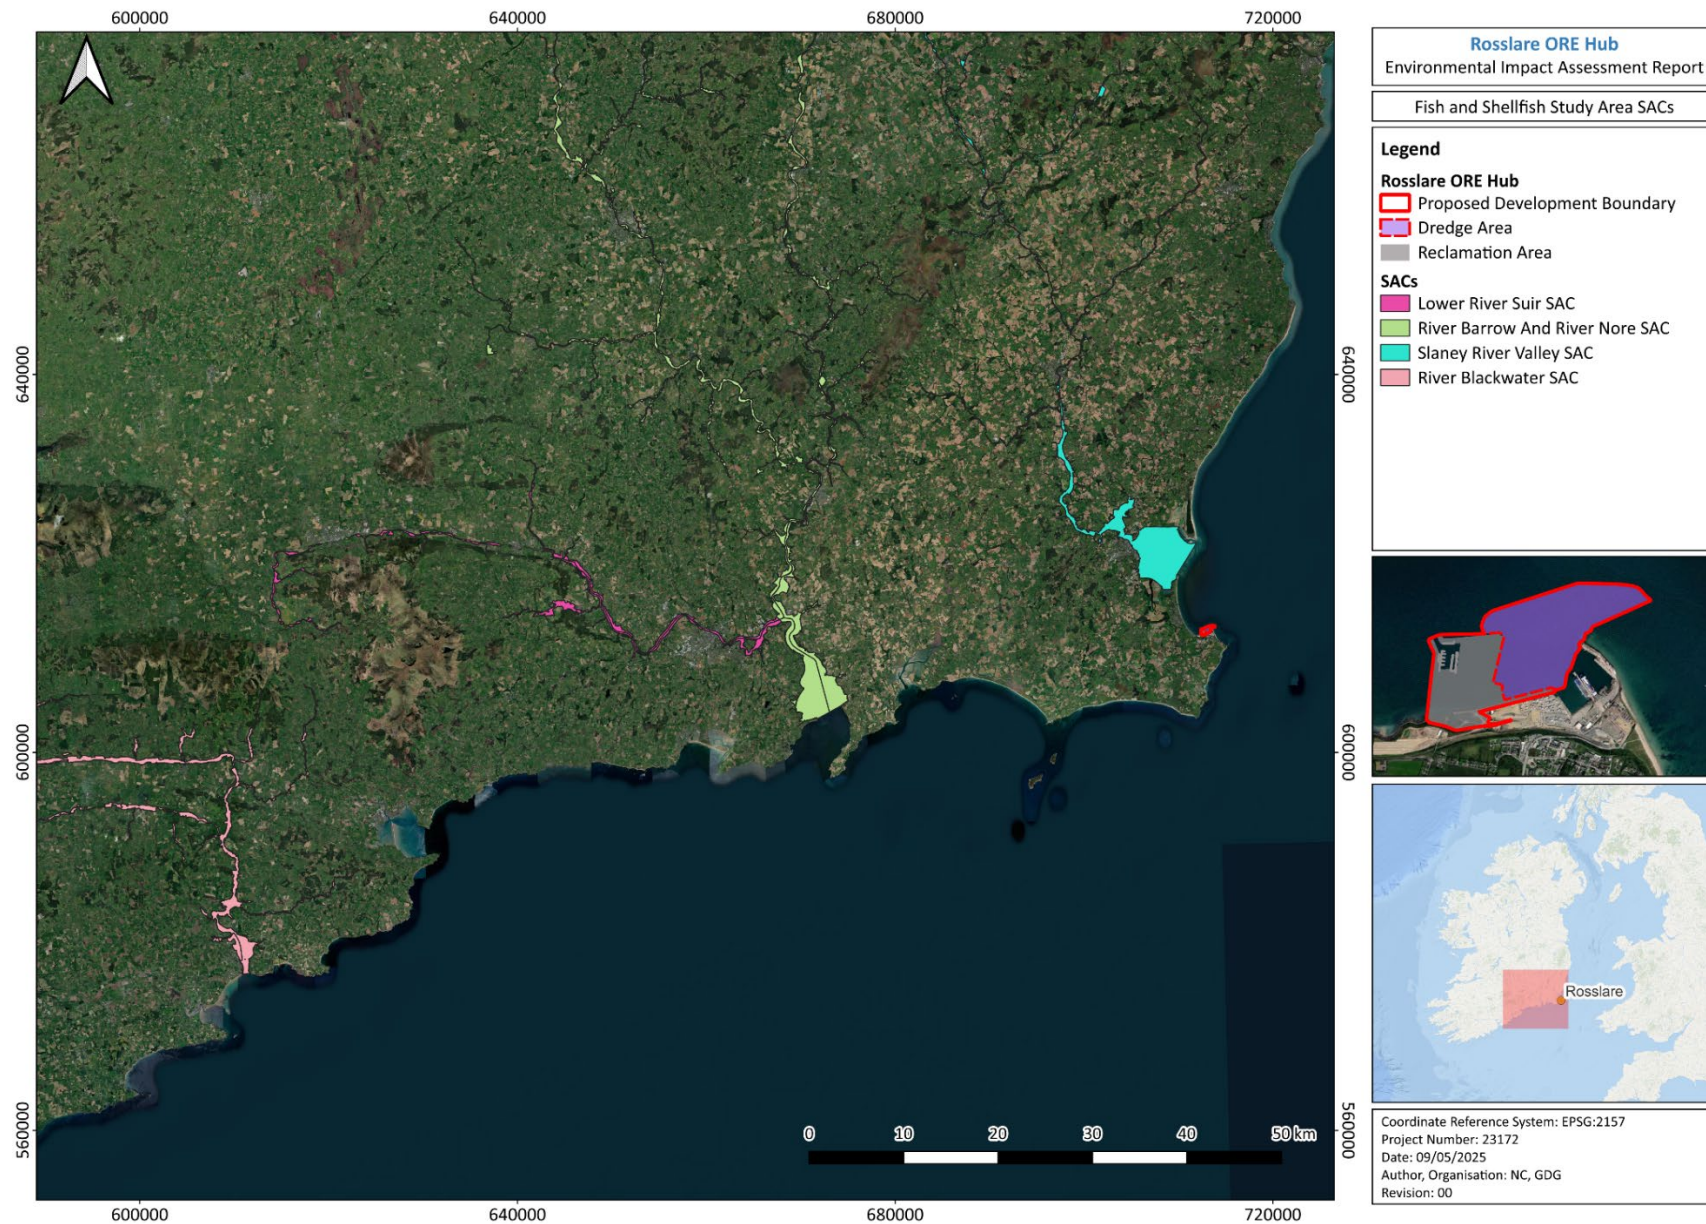 600000
640000
680000
720000
640000
600000
560000
640000
600000
560000
0
10
20
30
40
50 km
600000
640000
680000
720000
Rosslare ORE Hub
Environmental Impact Assessment Report
Fish and Shellfish Study Area SACs
Legend
Rosslare ORE Hub
Proposed Development Boundary
Dredge Area
Reclamation Area
SACs
Lower River Suir SAC
River Barrow And River Nore SAC
Slaney River Valley SAC
River Blackwater SAC
Rosslare
Coordinate Reference System: EPSG:2157
Project Number: 23172
Date: 09/05/2025
Author, Organisation: NC, GDG
Revision: 00